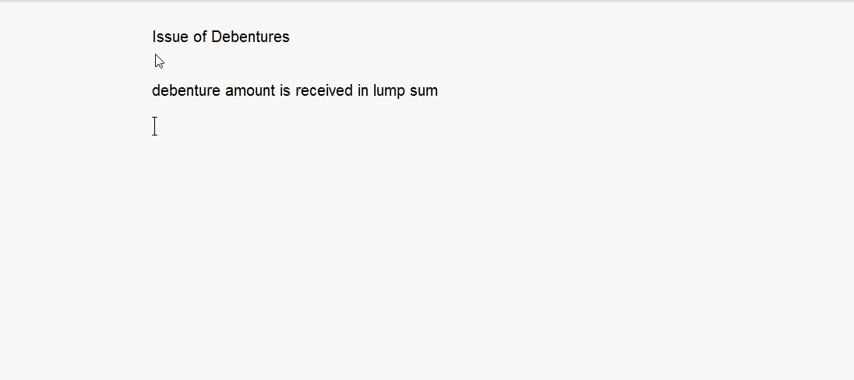 Issue of Debentures
debenture amount is received in lump sum